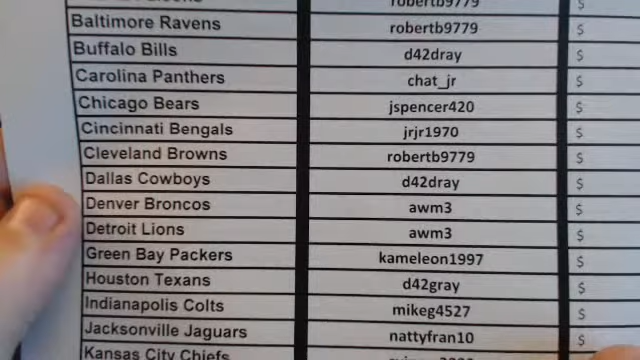 robertb9779 $
Baltimore Ravens robertb9779 $
Buffalo Bills d42dray $
Carolina Panthers chat_jr $
Chicago Bears jspencer420 $
Cincinnati Bengals jrjr1970 $
Cleveland Browns robertb9779 $
Dallas Cowboys d42dray $
Denver Broncos awm3 $
Detroit Lions awm3 $
Green Bay Packers kameleon1997 $
Houston Texans d42gray $
Indianapolis Colts mikeg4527 $
Jacksonville Jaguars nattyfran10 $
Kansas City Chiefs